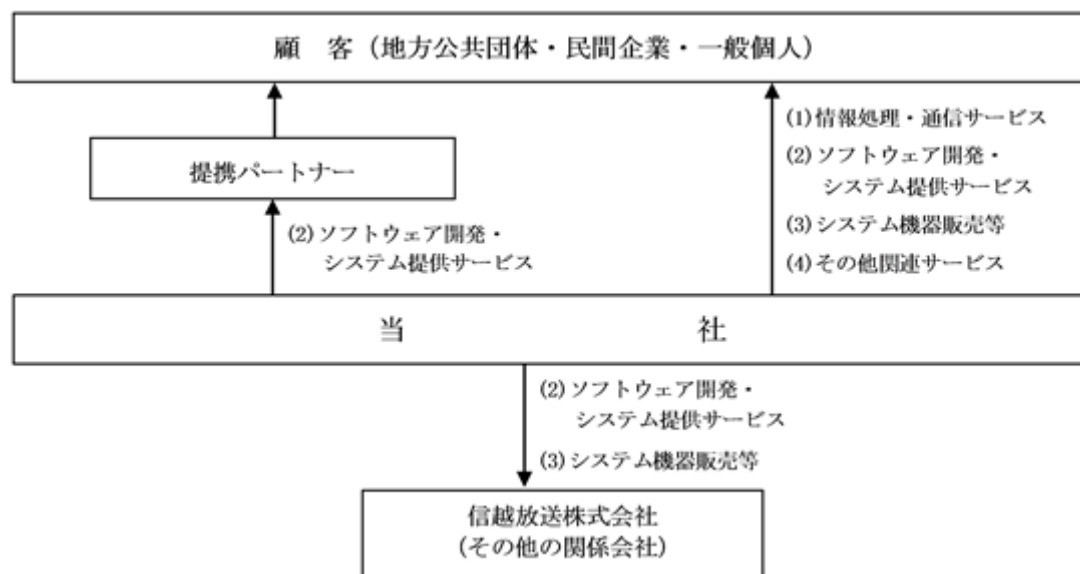 顧　客（地方公共団体・民間企業・一般個人）
提携パートナー
(2) ソフトウェア開発・
システム提供サービス
(1) 情報処理・通信サービス
(2) ソフトウェア開発・
システム提供サービス
(3) システム機器販売等
(4) その他関連サービス
当　社
(2) ソフトウェア開発・
システム提供サービス
(3) システム機器販売等
信越放送株式会社
(その他の関係会社)